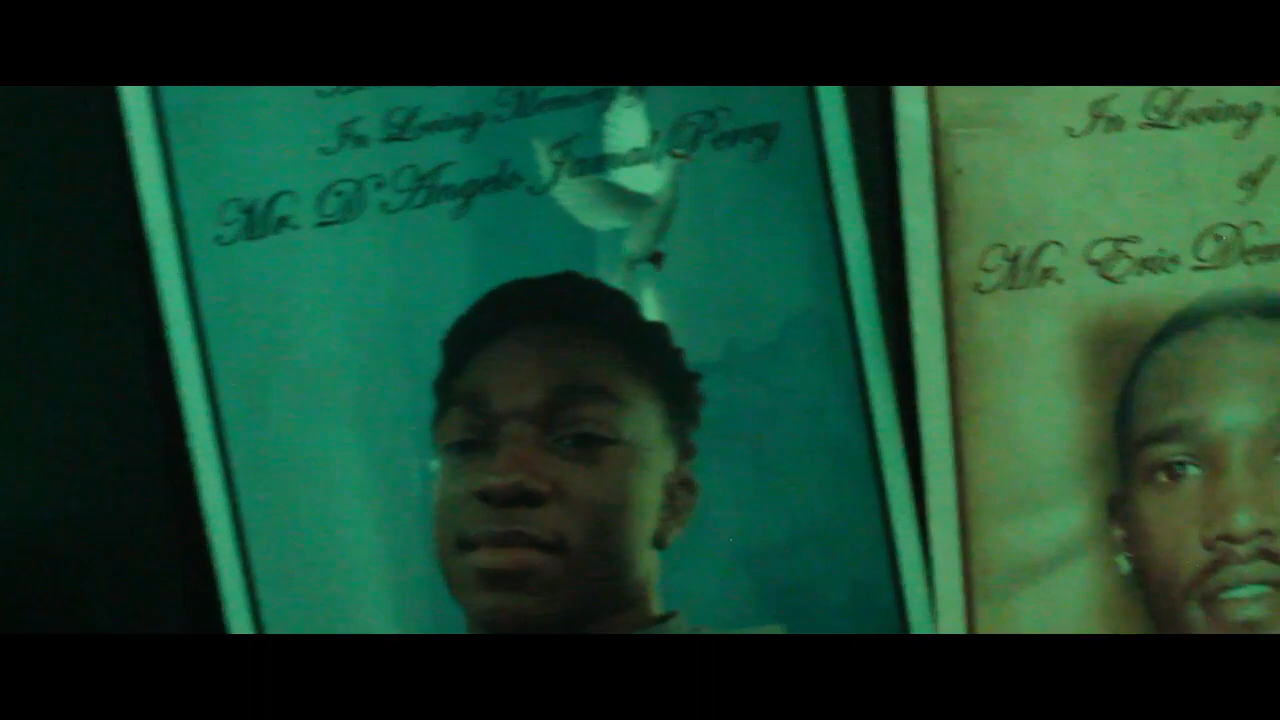 In Loving Memory
Mr. D'Angelo Jamal Perry
In Loving
of
Mr. Eric